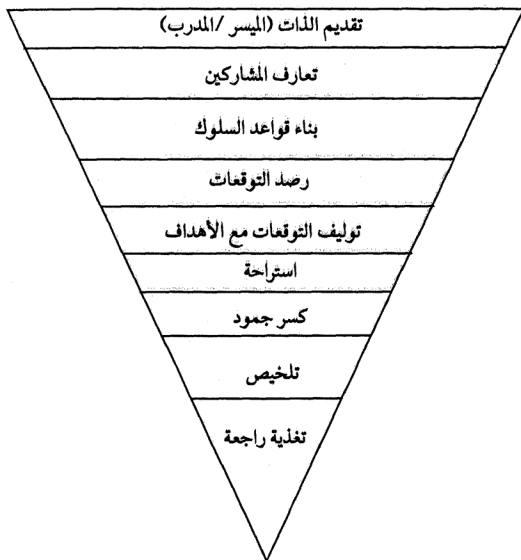 تقديم الذات (الميسر /المدرب)
تعارف المشاركين
بناء قواعد السلوك
رصد التوقعات
توليف التوقعات مع الأهداف
استراحة
كسر جمود
تلخيص
تغذية راجعة